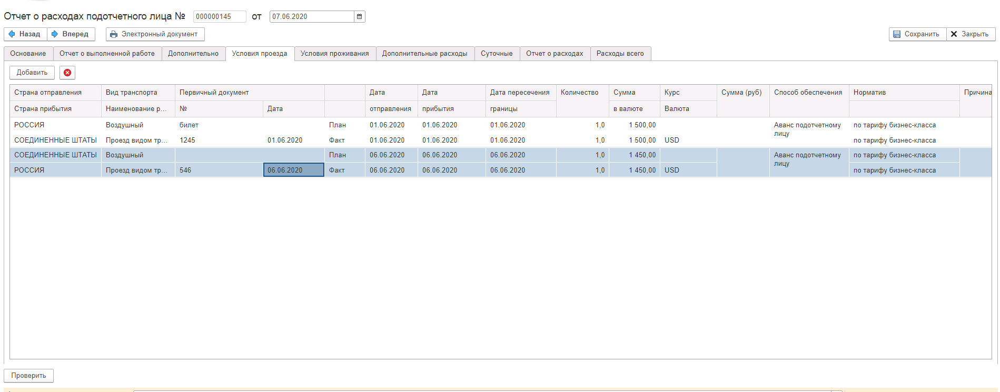 Отчет о расходах подотчетного лица № 000000145 от 07.06.2020
Назад Вперед Электронный документ Сохранить Закрыть
Основание Отчет о выполненной работе Дополнительно Условия проезда Условия проживания Дополнительные расходы Суточные Отчет о расходах Расходы всего
Добавить
Страна отправления Вид транспорта Первичный документ Дата Дата Дата пересечения Количество Сумма Курс Сумма (руб) Способ обеспечения Норматив Причина
Страна прибытия Наименование р... № Дата отправления прибытия границы в валюте Валюта
РОССИЯ Воздушный билет План 01.06.2020 01.06.2020 01.06.2020 1,0 1 500,00 Аванс подотчетному по тарифу бизнес-класса
лицу
СОЕДИНЕННЫЕ ШТАТЫ Проезд видом тр... 1245 01.06.2020 Факт 01.06.2020 01.06.2020 01.06.2020 1,0 1 500,00 USD по тарифу бизнес-класса
СОЕДИНЕННЫЕ ШТАТЫ Воздушный План 06.06.2020 06.06.2020 06.06.2020 1,0 1 450,00 Аванс подотчетному по тарифу бизнес-класса
лицу
РОССИЯ Проезд видом тр... 546 06.06.2020 Факт 06.06.2020 06.06.2020 06.06.2020 1,0 1 450,00 USD по тарифу бизнес-класса
Проверить